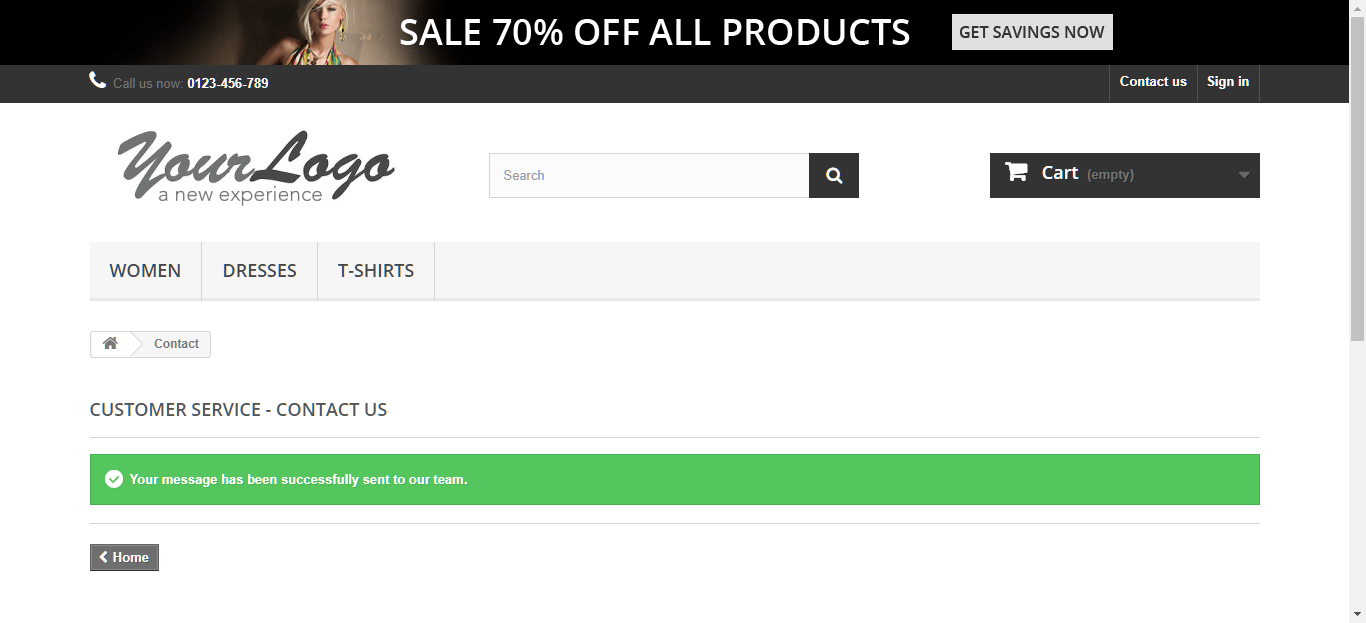 SALE 70% OFF ALL PRODUCTS GET SAVINGS NOW
Call us now: 0123-456-789 Contact us Sign in
Your Logo
a new experience
Search
Cart (empty)
WOMEN DRESSES T-SHIRTS
Contact
CUSTOMER SERVICE - CONTACT US
Your message has been successfully sent to our team.
Home